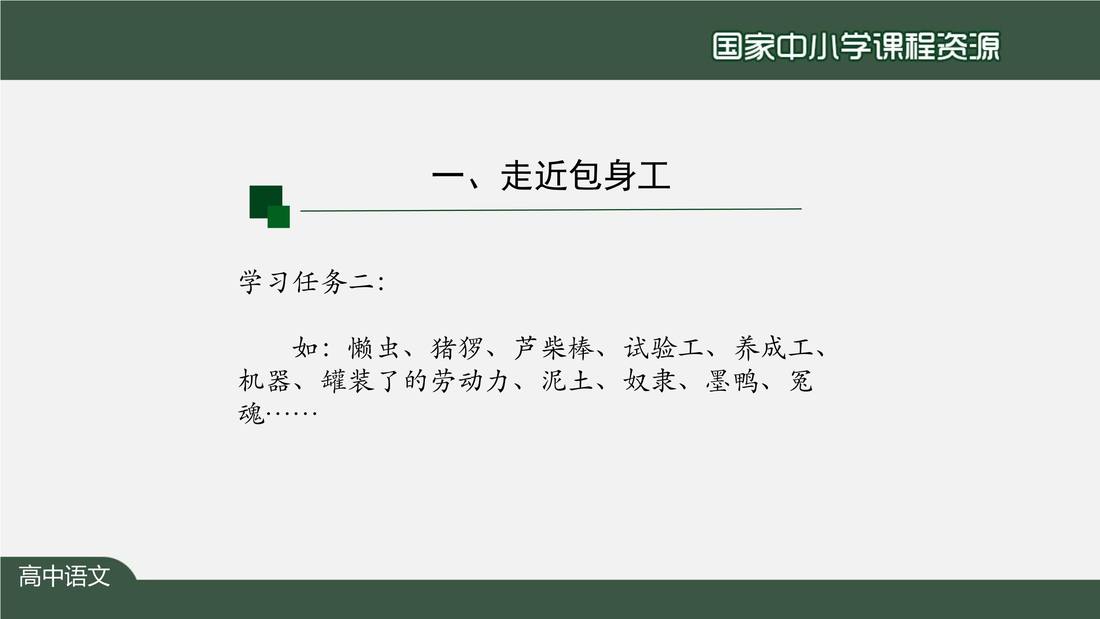 国家中小学课程资源
一、走近包身工
学习任务二：
如：懒虫、猪猡、芦柴棒、试验工、养成工、
机器、罐装了的劳动力、泥土、奴隶、墨鸭、冤
魂……
高中语文